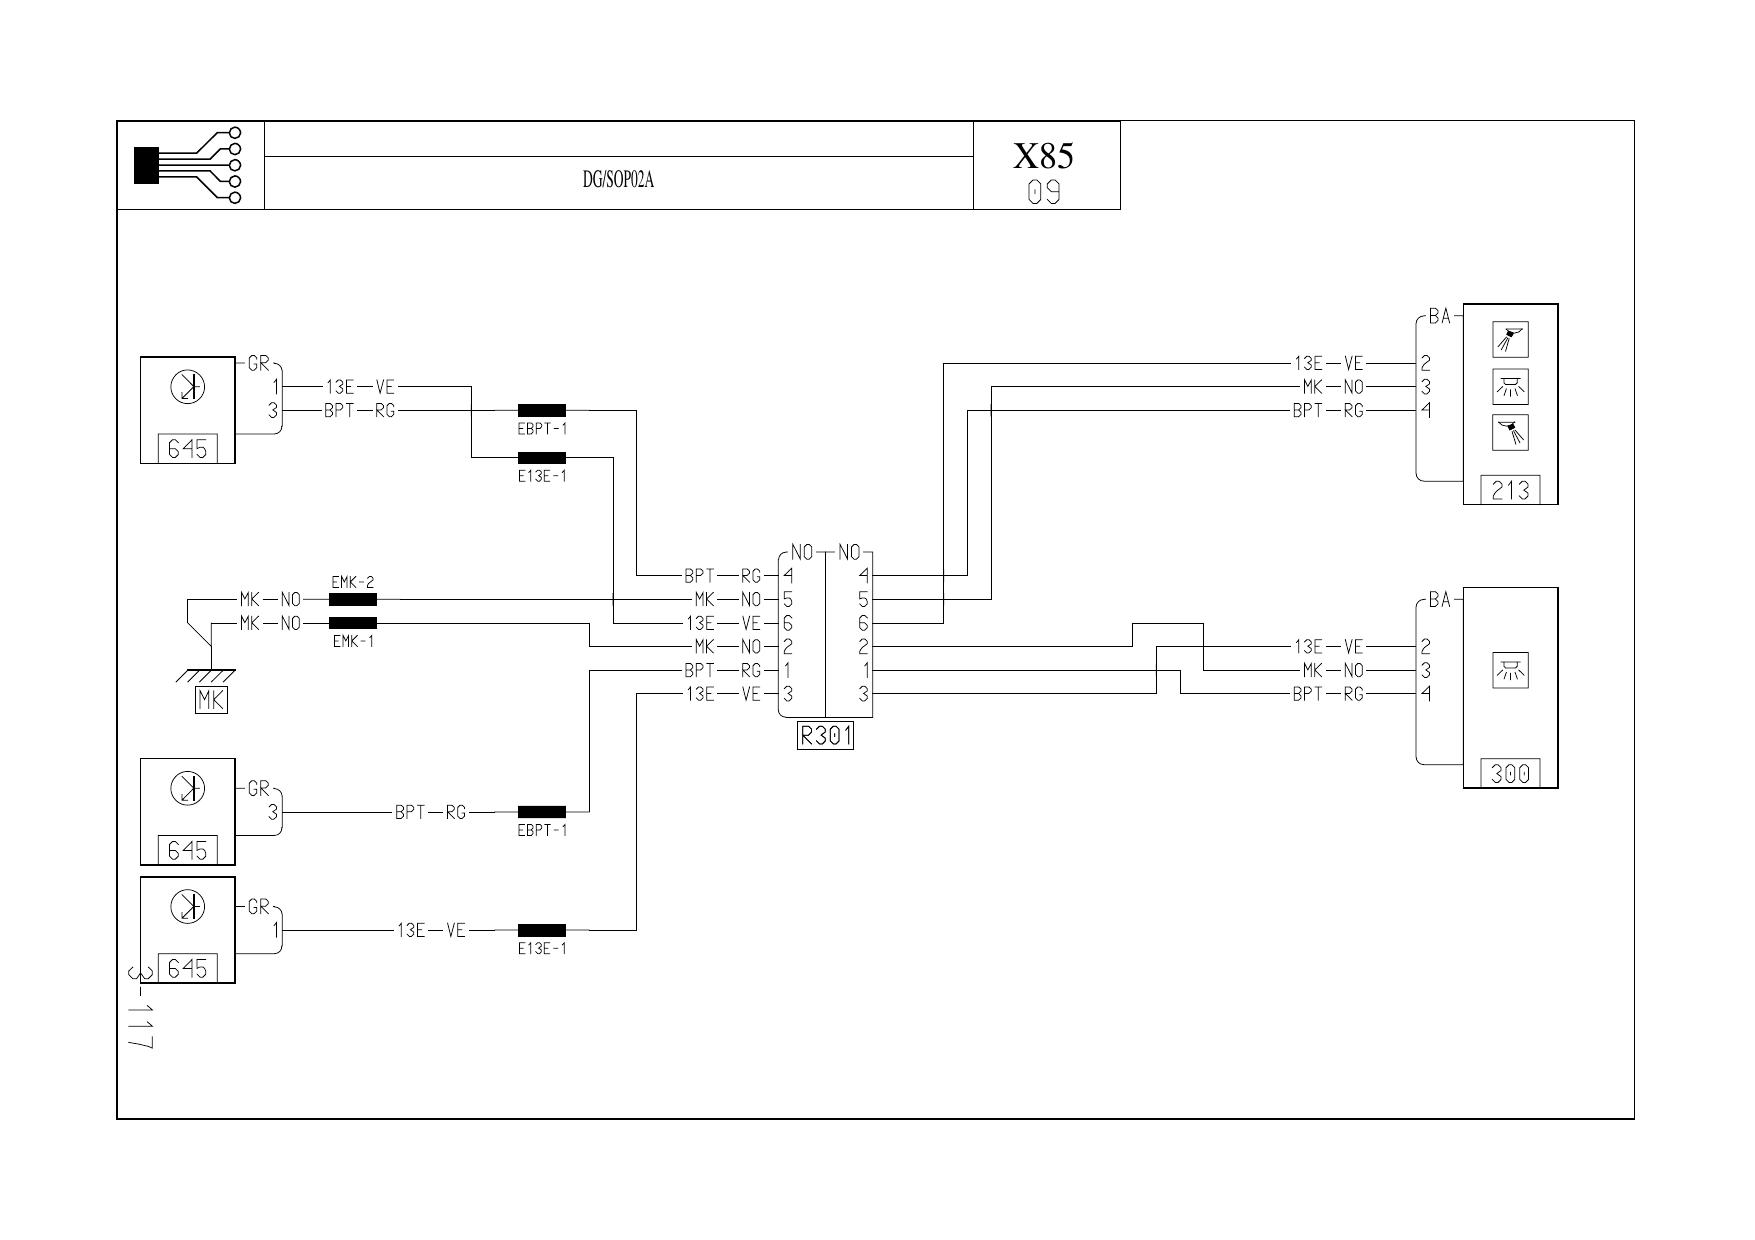 X85
DG/SOP02A
09
BA
GR
13E VE 2
1 13E VE
MK NO 3
3 BPT RG
BPT RG 4
EBPT-1
645
E13E-1
213
NO NO
EMK-2
BPT RG 4 4
MK NO MK NO 5 5
BA
MK NO 13E VE 6 6
EMK-1
MK NO 2 2 13E VE 2
BPT RG 1 1 MK NO 3
MK
13E VE 3 3 BPT RG 4
R301
300
GR
3 BPT RG
EBPT-1
645
GR
1 13E VE
E13E-1
645
3-117